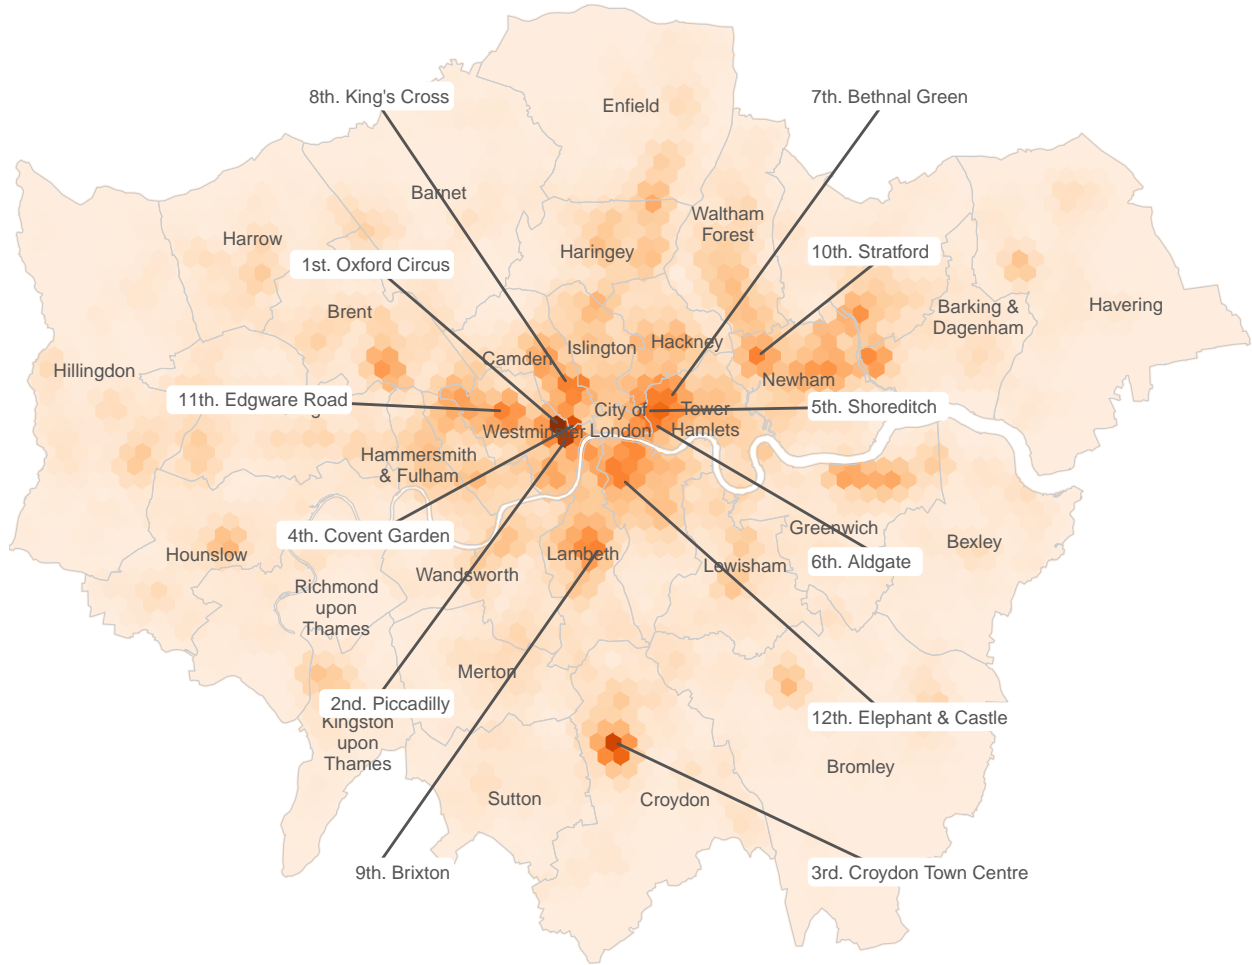 8th. King's Cross
7th. Bethnal Green
Enfield
Barnet
Waltham
Forest
Harrow
Haringey
10th. Stratford
1st. Oxford Circus
Brent
Barking &
Dagenham
Havering
Hackney
Islington
Camden
Hillingdon
Newham
11th. Edgware Road
5th. Shoreditch
City of
London
Tower
Hamlets
Westminster
Hammersmith
& Fulham
4th. Covent Garden
Greenwich
Bexley
Hounslow
Lambeth
6th. Aldgate
Lewisham
Wandsworth
Richmond
upon
Thames
Merton
2nd. Piccadilly
12th. Elephant & Castle
Kingston
upon
Thames
Bromley
Sutton
Croydon
9th. Brixton
3rd. Croydon Town Centre